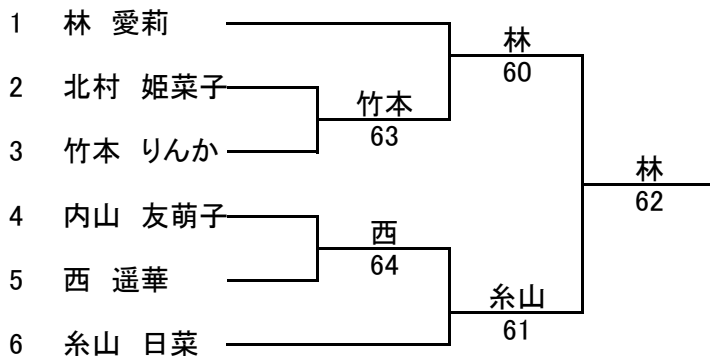 1 林 愛莉
林
60
2 北村 姫菜子
竹本
63
3 竹本 りんか
林
62
4 内山 友萌子
西
64
5 西 遥華
糸山
61
6 糸山 日菜